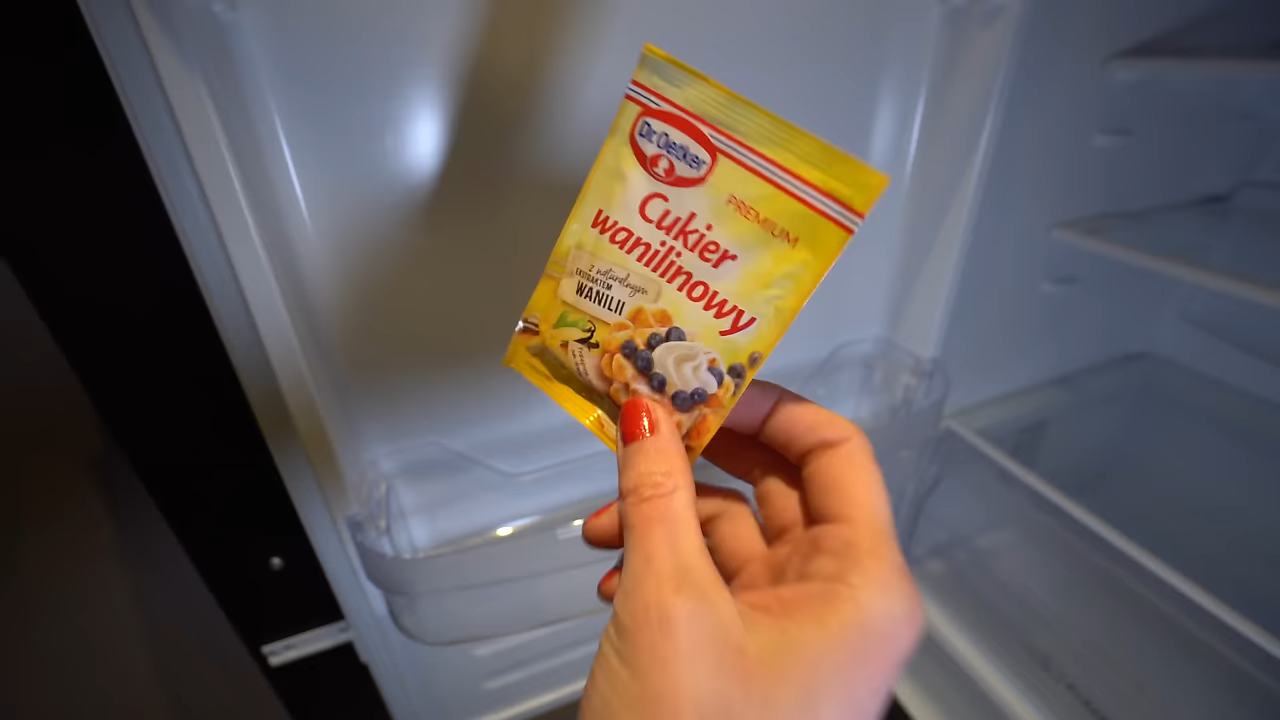 Dr. Oetker
PREMIUM
Cukier
wanilinowy
z naturalnym
EKSTRAKTEM
WANILII